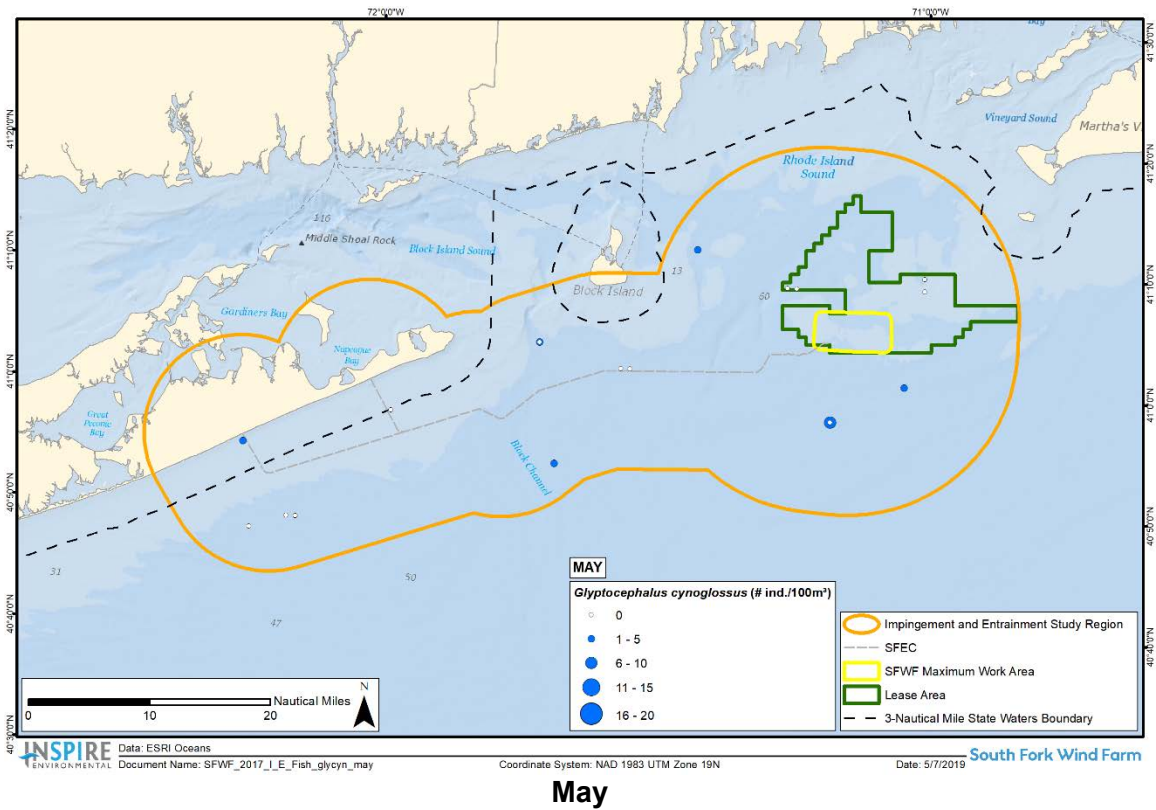 72°0'0"W
71°0'0"W
41°30'0"N
41°20'0"N
41°10'0"N
41°0'0"N
40°50'0"N
40°40'0"N
40°30'0"N
41°20'0"N
41°10'0"N
41°0'0"N
40°50'0"N
40°40'0"N
Bay
Vineyard Sound
Martha's V
Rhode Island
Sound
116
Middle Shoal Rock
Block Island Sound
13
60
Block Island
Gardiners Bay
Napeague
Bay
Great
Peconic
Bay
Block Channel
31
50
47
MAY
Glyptocephalus cynoglossus (# ind./100m³)
0
1 - 5
6 - 10
11 - 15
16 - 20
Impingement and Entrainment Study Region
SFEC
SFWF Maximum Work Area
Lease Area
3-Nautical Mile State Waters Boundary
Nautical Miles
0 10 20
N
INSPIRE
ENVIRONMENTAL
Data: ESRI Oceans
Document Name: SFWF_2017_I_E_Fish_glycyn_may
Coordinate System: NAD 1983 UTM Zone 19N
Date: 5/7/2019
South Fork Wind Farm
May